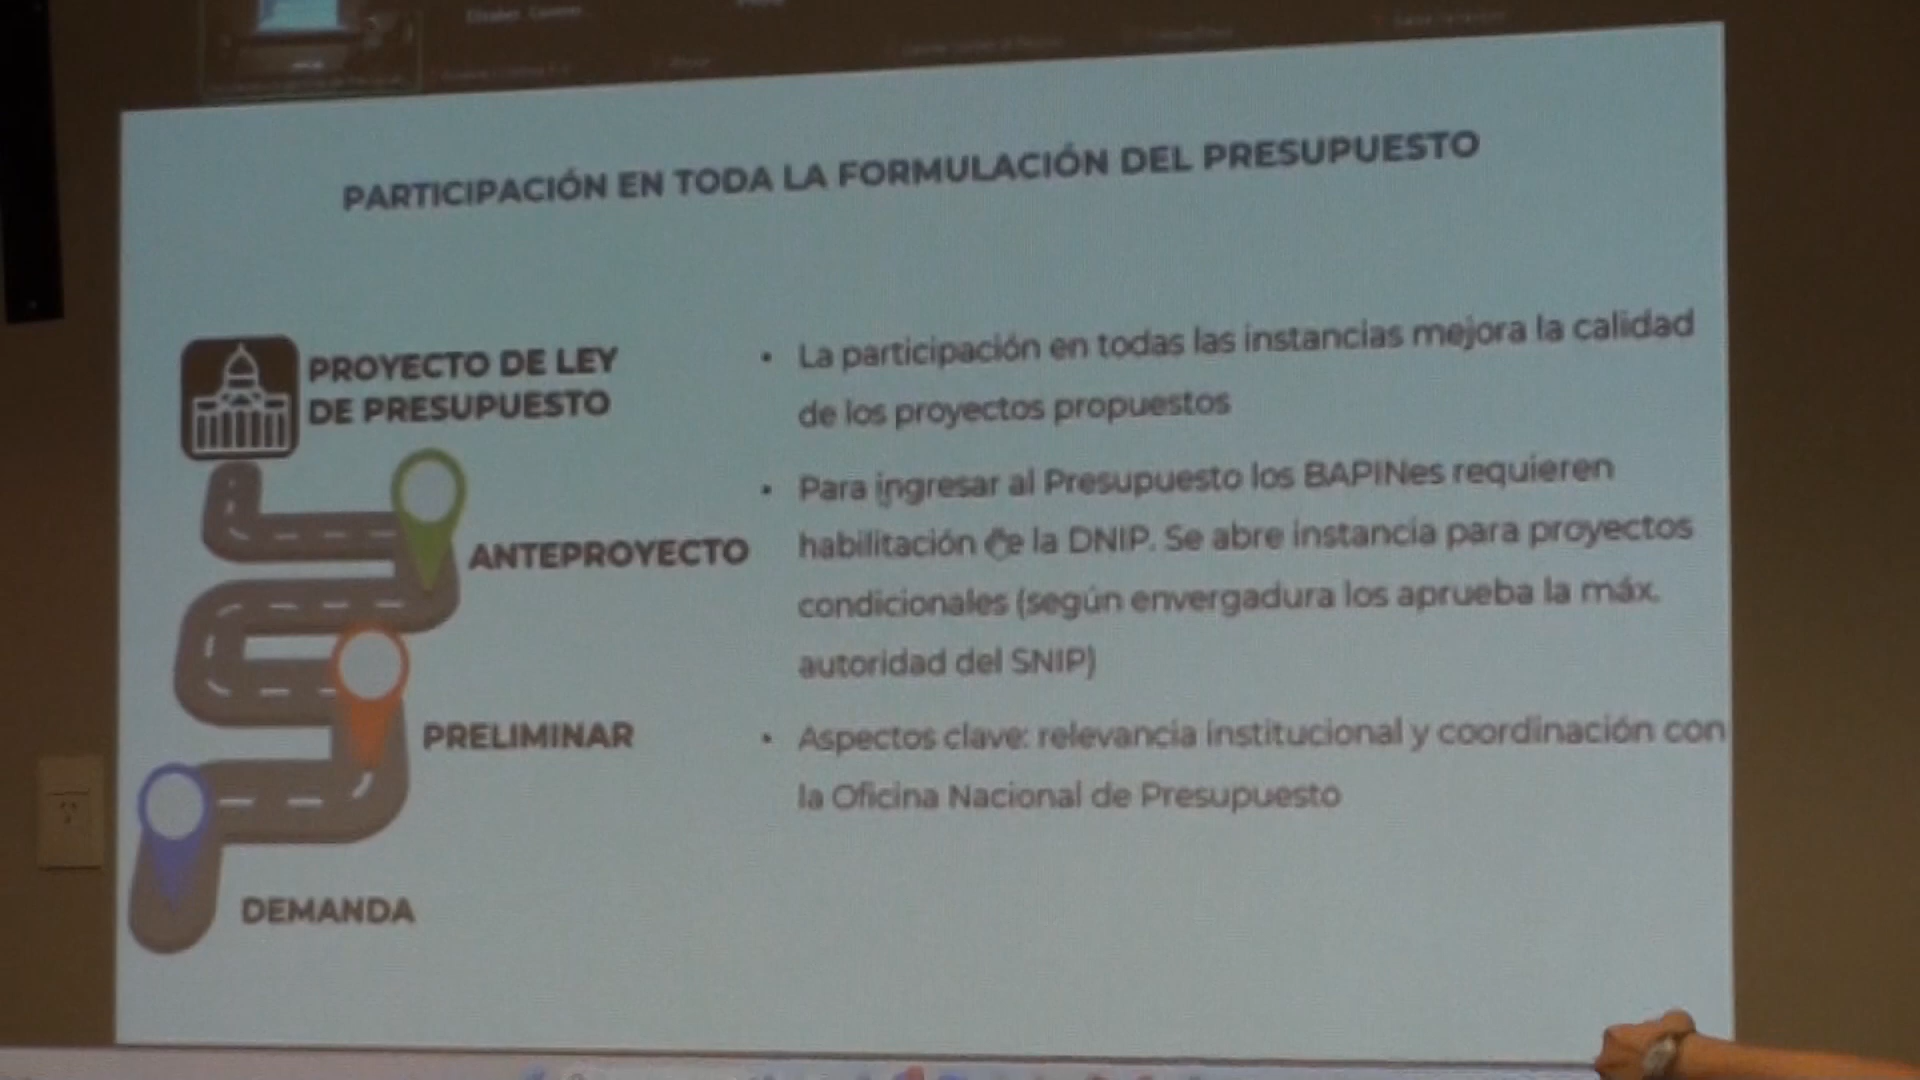 PARTICIPACIÓN EN TODA LA FORMULACIÓN DEL PRESUPUESTO
PROYECTO DE LEY
DE PRESUPUESTO
ANTEPROYECTO
PRELIMINAR
DEMANDA
• La participación en todas las instancias mejora la calidad
de los proyectos propuestos
• Para ingresar al Presupuesto los BAPINes requieren
habilitación de la DNIP. Se abre instancia para proyectos
condicionales (según envergadura los aprueba la máx.
autoridad del SNIP)
• Aspectos clave: relevancia institucional y coordinación con
la Oficina Nacional de Presupuesto